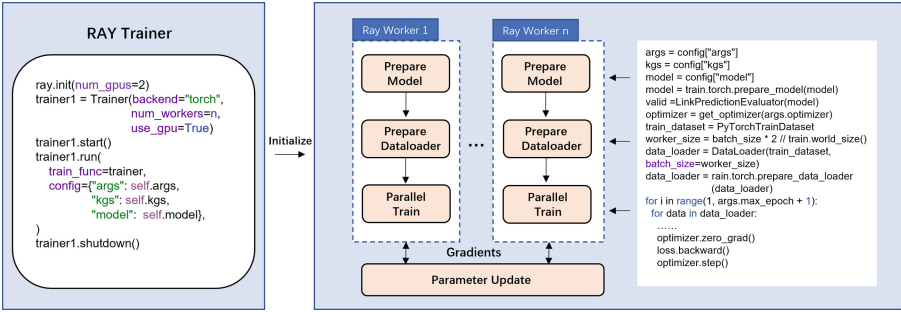 RAY Trainer
ray.init(num_gpus=2)
trainer1 = Trainer(backend="torch",
num_workers=n,
use_gpu=True)
trainer1.start()
trainer1.run(
train_func=trainer,
config={"args": self.args,
"kgs": self.kgs,
"model": self.model},
)
trainer1.shutdown()
Initialize
Ray Worker 1
Prepare
Model
Prepare
Dataloader
Parallel
Train
...
Ray Worker n
Prepare
Model
Prepare
Dataloader
Parallel
Train
Gradients
Parameter Update
args = config["args"]
kgs = config["kgs"]
model = config["model"]
model = train.torch.prepare_model(model)
valid =LinkPredictionEvaluator(model)
optimizer = get_optimizer(args.optimizer)
train_dataset = PyTorchTrainDataset
worker_size = batch_size * 2 // train.world_size()
data_loader = DataLoader(train_dataset,
batch_size=worker_size)
data_loader = rain.torch.prepare_data_loader
(data_loader)
for i in range(1, args.max_epoch + 1):
for data in data_loader:
……
optimizer.zero_grad()
loss.backward()
optimizer.step()